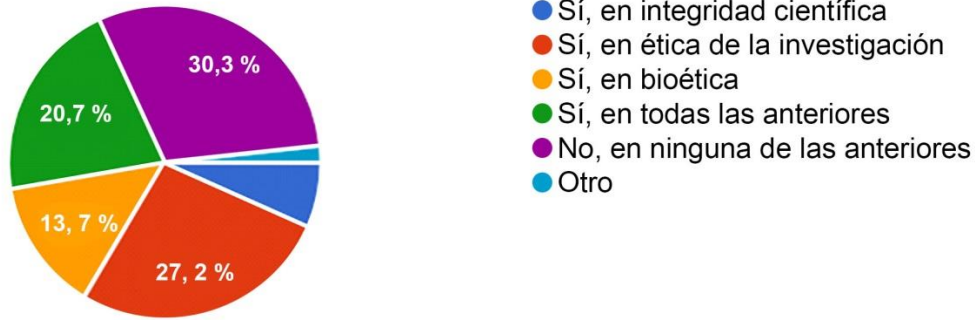 30,3 %
20,7 %
13, 7 %
27, 2 %
Sí, en integridad científica
Sí, en ética de la investigación
Sí, en bioética
Sí, en todas las anteriores
No, en ninguna de las anteriores
Otro